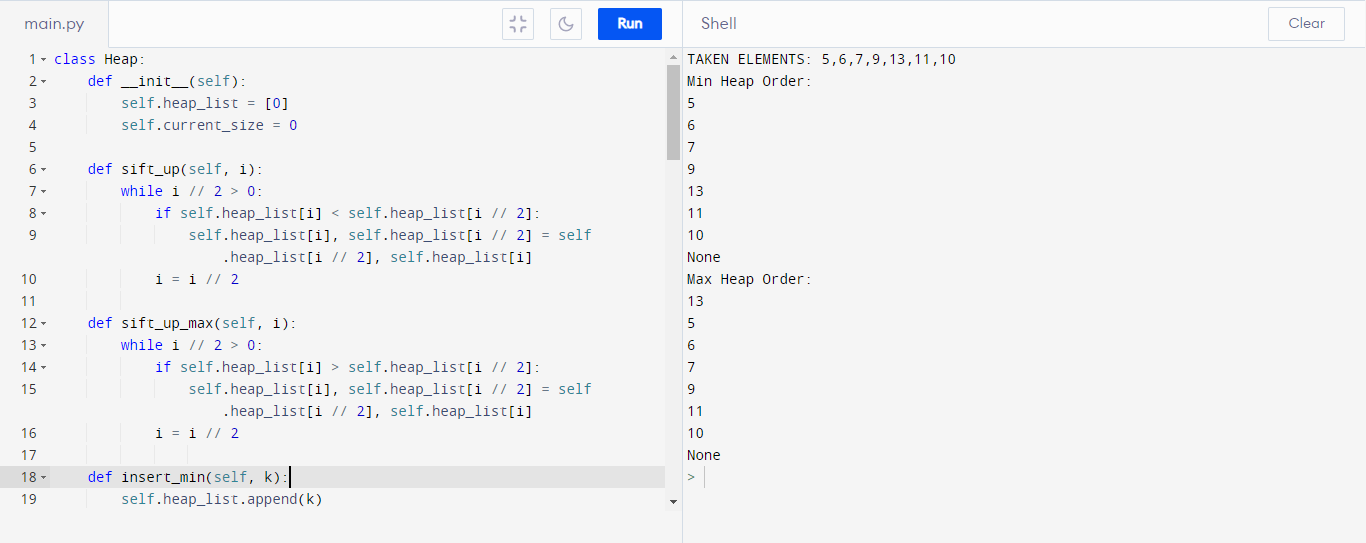 main.py
Run
Shell
Clear
1 class Heap:
2     def __init__(self):
3         self.heap_list = [0]
4         self.current_size = 0
5
6     def sift_up(self, i):
7         while i // 2 > 0:
8             if self.heap_list[i] < self.heap_list[i // 2]:
9                 self.heap_list[i], self.heap_list[i // 2] = self
                    .heap_list[i // 2], self.heap_list[i]
10            i = i // 2
11
12    def sift_up_max(self, i):
13        while i // 2 > 0:
14            if self.heap_list[i] > self.heap_list[i // 2]:
15                self.heap_list[i], self.heap_list[i // 2] = self
                    .heap_list[i // 2], self.heap_list[i]
16            i = i // 2
17
18    def insert_min(self, k):
19        self.heap_list.append(k)
TAKEN ELEMENTS: 5,6,7,9,13,11,10
Min Heap Order:
5
6
7
9
13
11
10
None
Max Heap Order:
13
5
6
7
9
11
10
None
>